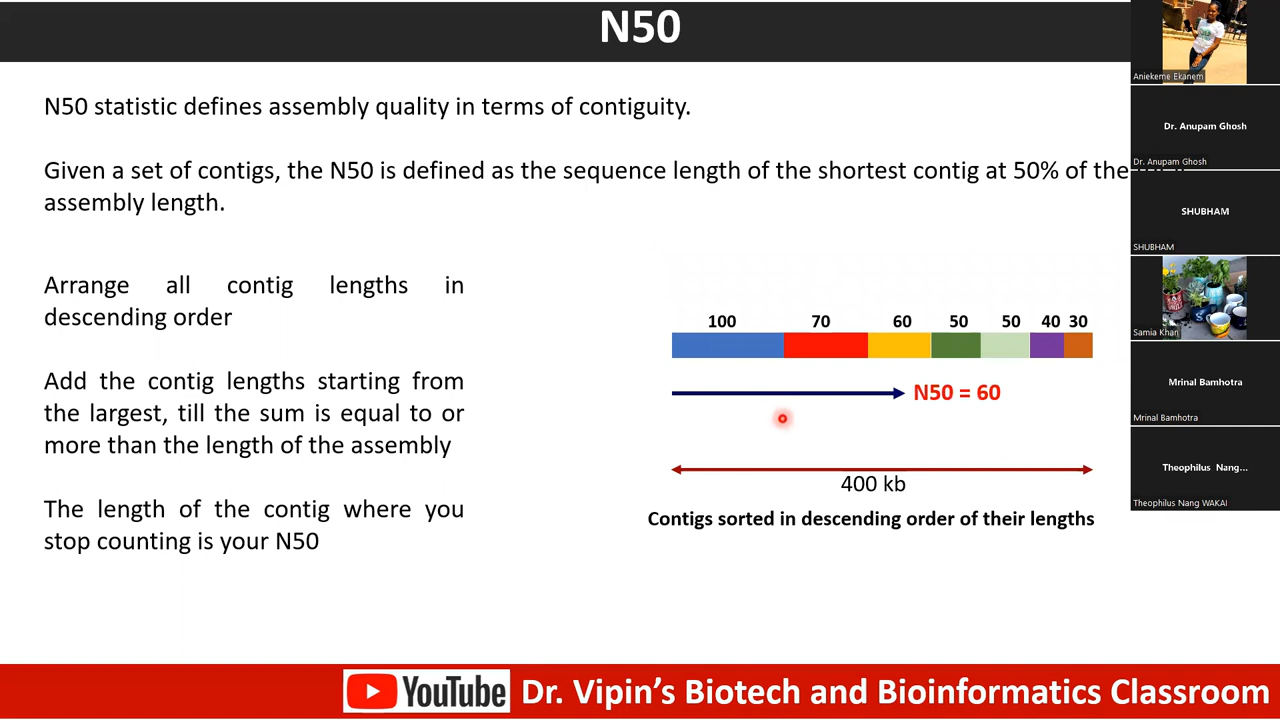 N50
N50 statistic defines assembly quality in terms of contiguity.
Given a set of contigs, the N50 is defined as the sequence length of the shortest contig at 50% of the
assembly length.
Arrange all contig lengths in
descending order
Add the contig lengths starting from
the largest, till the sum is equal to or
more than the length of the assembly
The length of the contig where you
stop counting is your N50
100 70 60 50 50 40 30
N50 = 60
400 kb
Contigs sorted in descending order of their lengths
Aniekeme Ekanem
Dr. Anupam Ghosh
Dr. Anupam Ghosh
SHUBHAM
SHUBHAM
Samia Khan
Mrinal Bamhotra
Mrinal Bamhotra
Theophilus Nang...
Theophilus Nang WAKAI
YouTube Dr. Vipin's Biotech and Bioinformatics Classroom